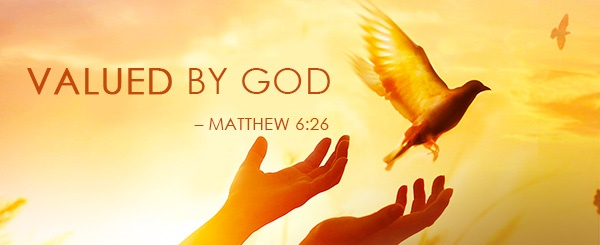 VALUED BY GOD
– MATTHEW 6:26